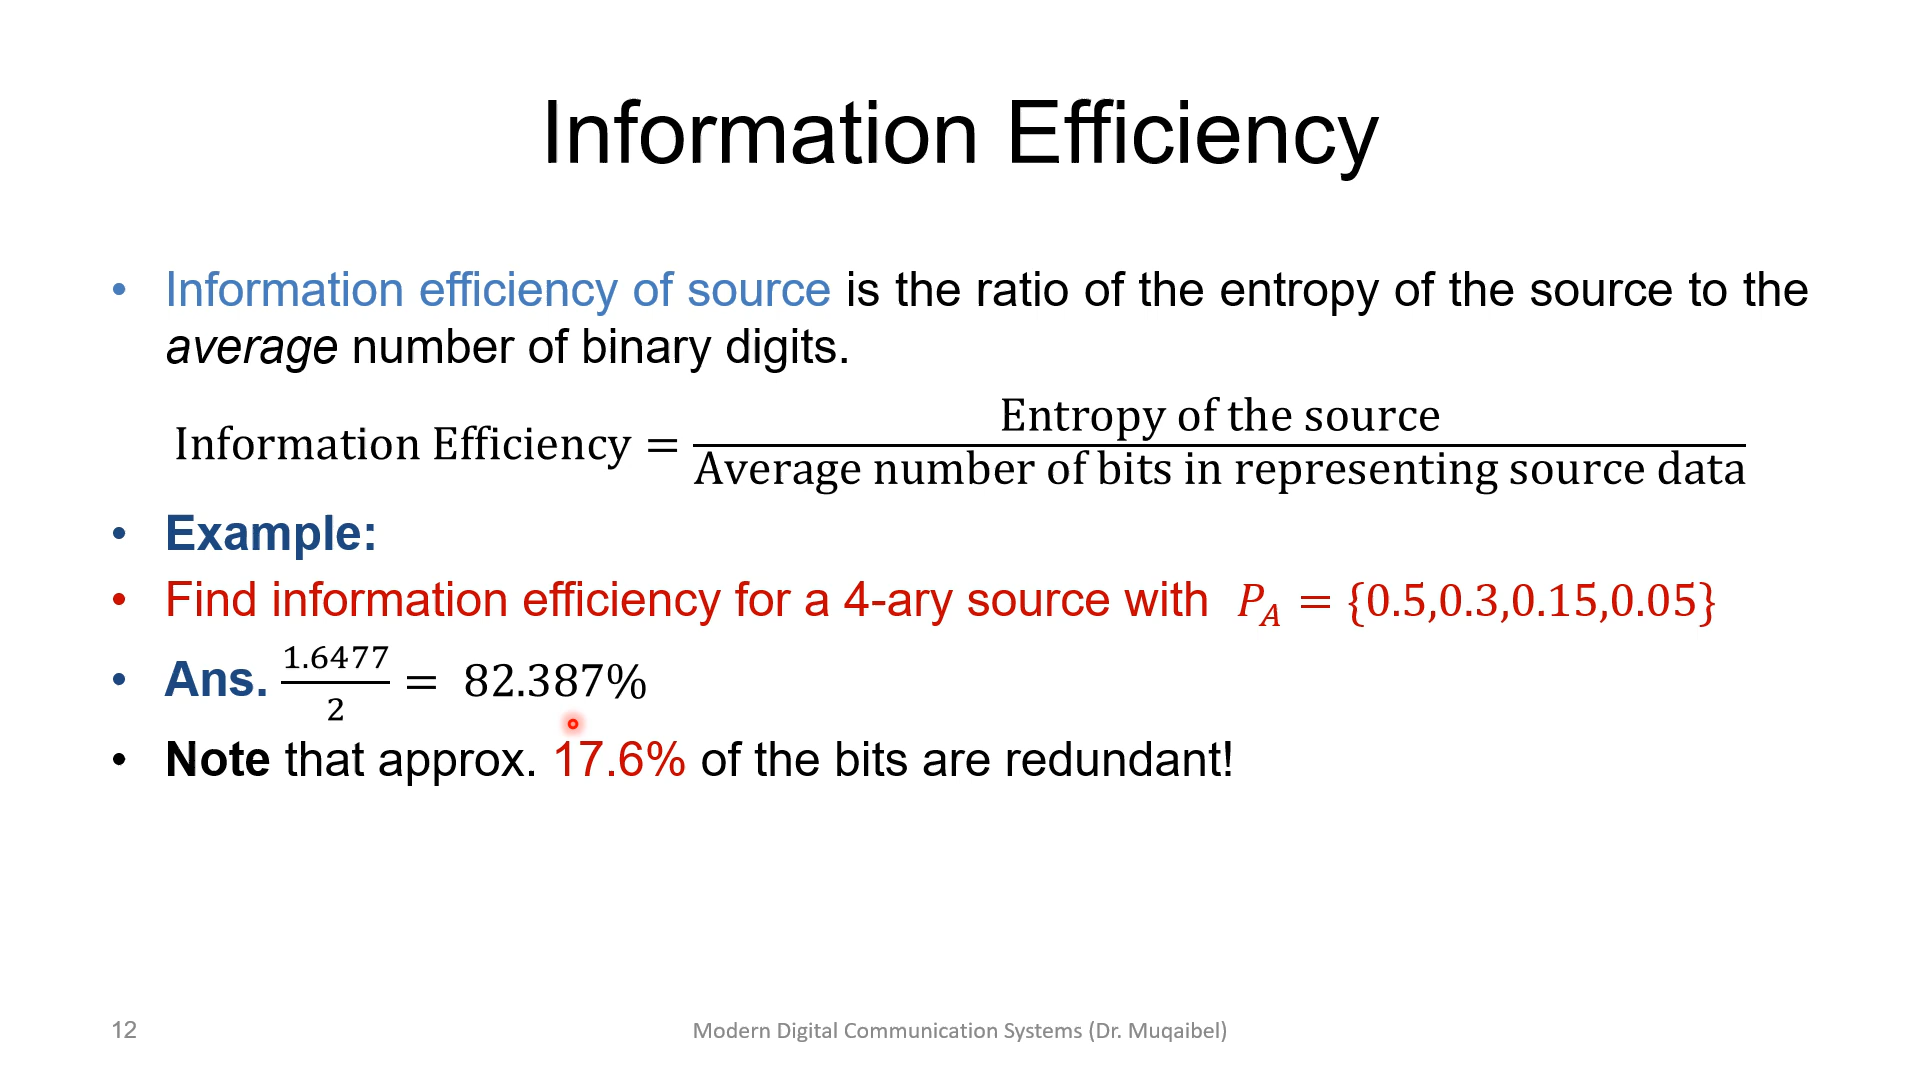 Information Efficiency
• Information efficiency of source is the ratio of the entropy of the source to the
average number of binary digits.
Information Efficiency = Entropy of the source / Average number of bits in representing source data
• Example:
• Find information efficiency for a 4-ary source with P_A = {0.5,0.3,0.15,0.05}
• Ans. 1.6477/2 = 82.387%
• Note that approx. 17.6% of the bits are redundant!
12
Modern Digital Communication Systems (Dr. Muqaibel)